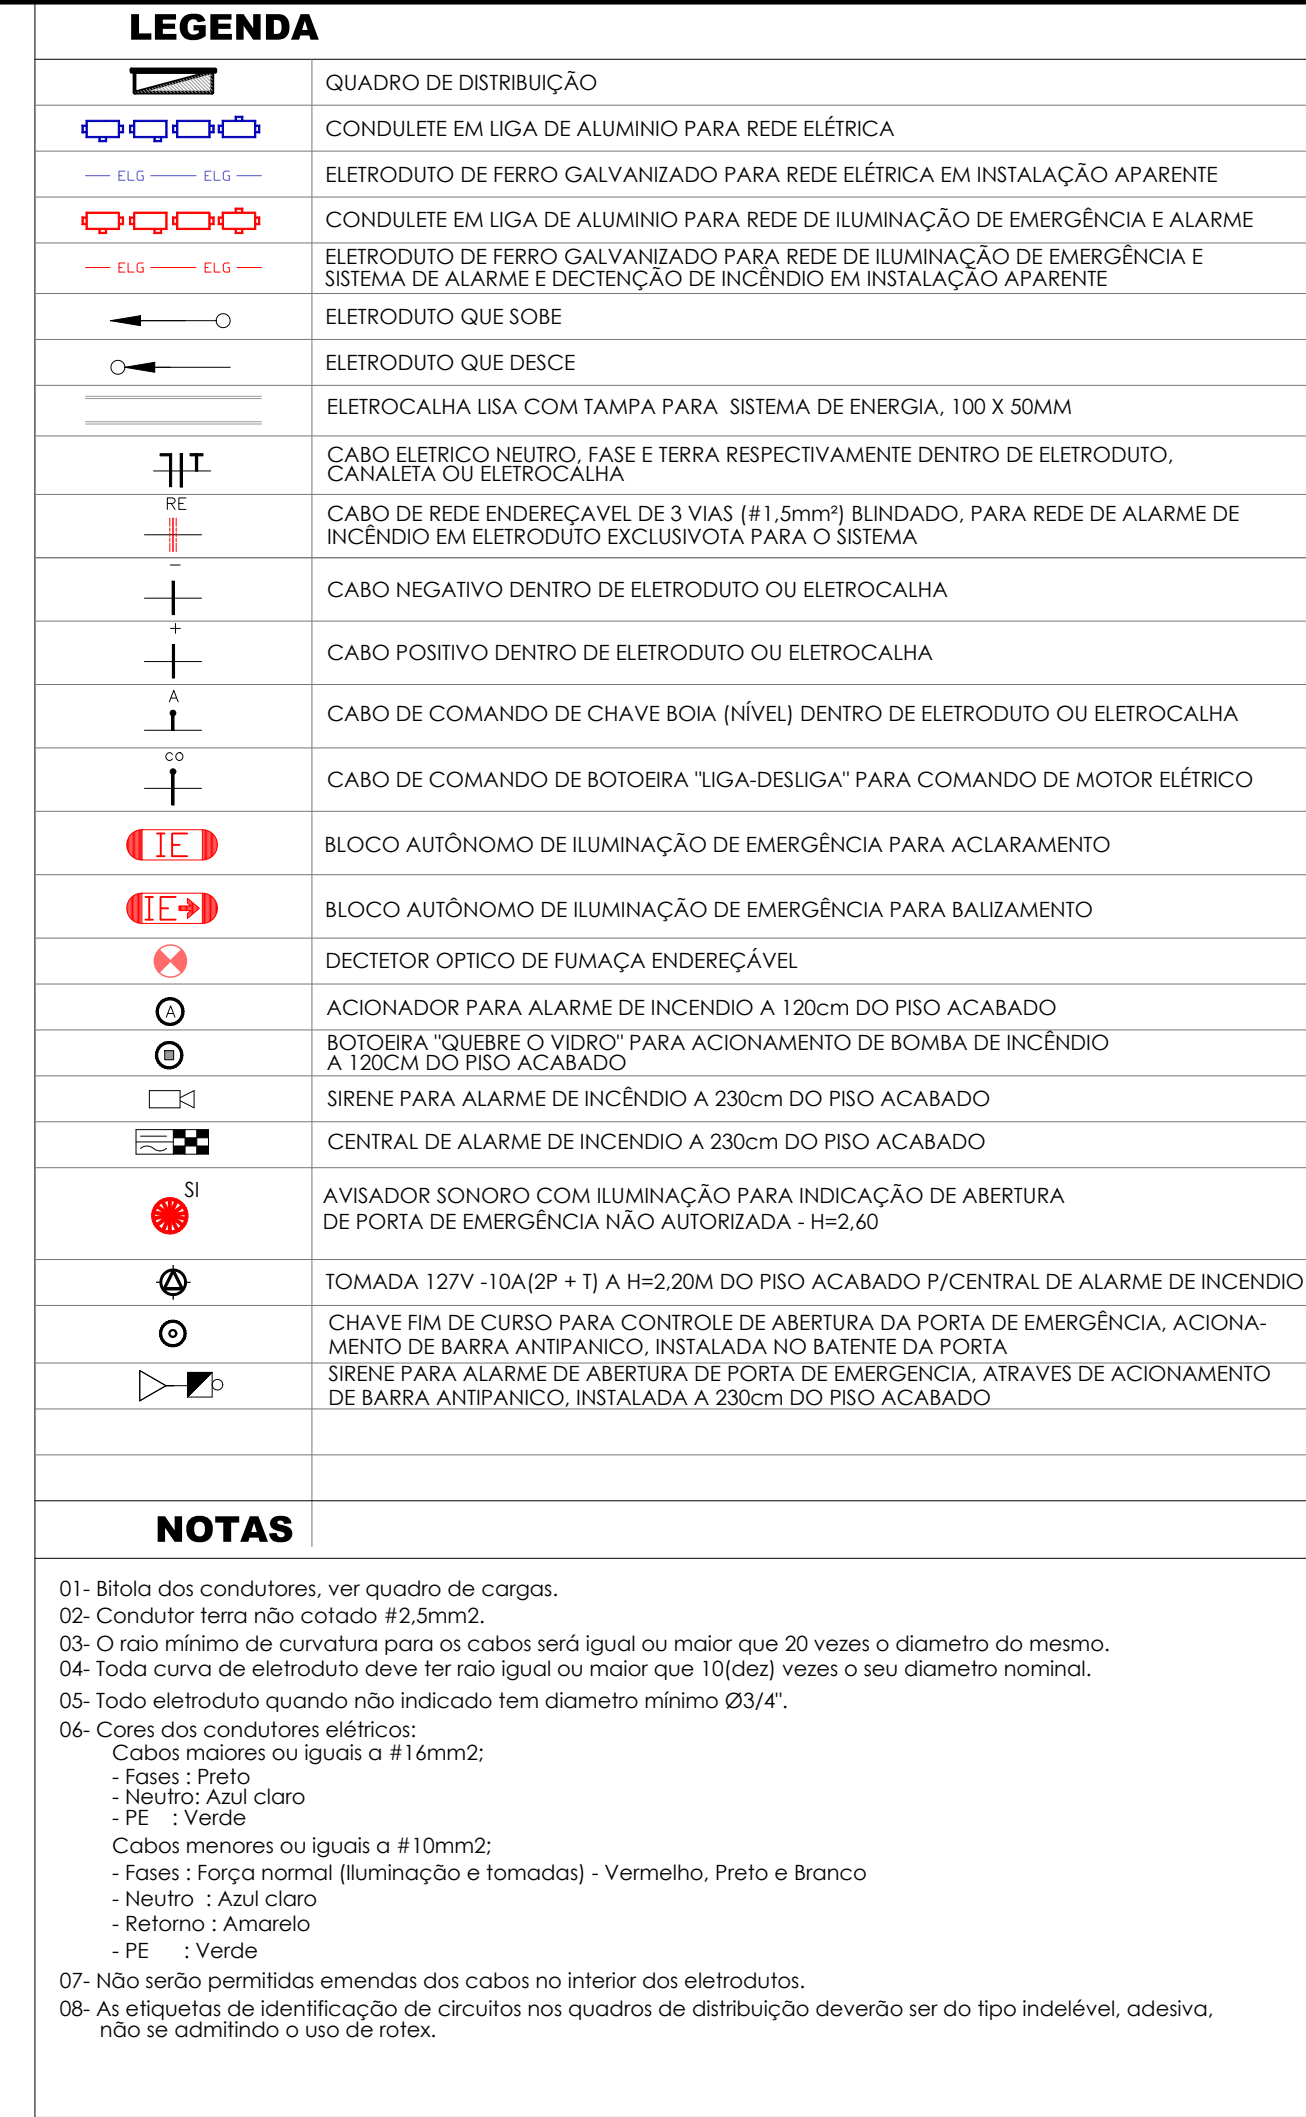 LEGENDA
QUADRO DE DISTRIBUIÇÃO
CONDULETE EM LIGA DE ALUMINIO PARA REDE ELÉTRICA
ELG ELG
ELETRODUTO DE FERRO GALVANIZADO PARA REDE ELÉTRICA EM INSTALAÇÃO APARENTE
CONDULETE EM LIGA DE ALUMINIO PARA REDE DE ILUMINAÇÃO DE EMERGÊNCIA E ALARME
ELG ELG
ELETRODUTO DE FERRO GALVANIZADO PARA REDE DE ILUMINAÇÃO DE EMERGÊNCIA E
SISTEMA DE ALARME E DECTENÇÃO DE INCÊNDIO EM INSTALAÇÃO APARENTE
ELETRODUTO QUE SOBE
ELETRODUTO QUE DESCE
ELETROCALHA LISA COM TAMPA PARA SISTEMA DE ENERGIA, 100 X 50MM
T
CABO ELETRICO NEUTRO, FASE E TERRA RESPECTIVAMENTE DENTRO DE ELETRODUTO,
CANALETA OU ELETROCALHA
RE
CABO DE REDE ENDEREÇAVEL DE 3 VIAS (#1,5mm²) BLINDADO, PARA REDE DE ALARME DE
INCÊNDIO EM ELETRODUTO EXCLUSIVOTA PARA O SISTEMA
-
CABO NEGATIVO DENTRO DE ELETRODUTO OU ELETROCALHA
+
CABO POSITIVO DENTRO DE ELETRODUTO OU ELETROCALHA
A
CABO DE COMANDO DE CHAVE BOIA (NÍVEL) DENTRO DE ELETRODUTO OU ELETROCALHA
CO
CABO DE COMANDO DE BOTOEIRA "LIGA-DESLIGA" PARA COMANDO DE MOTOR ELÉTRICO
IE
BLOCO AUTÔNOMO DE ILUMINAÇÃO DE EMERGÊNCIA PARA ACLARAMENTO
IE
BLOCO AUTÔNOMO DE ILUMINAÇÃO DE EMERGÊNCIA PARA BALIZAMENTO
DECTETOR OPTICO DE FUMAÇA ENDEREÇÁVEL
A
ACIONADOR PARA ALARME DE INCENDIO A 120cm DO PISO ACABADO
BOTOEIRA "QUEBRE O VIDRO" PARA ACIONAMENTO DE BOMBA DE INCÊNDIO
A 120CM DO PISO ACABADO
SIRENE PARA ALARME DE INCÊNDIO A 230cm DO PISO ACABADO
CENTRAL DE ALARME DE INCENDIO A 230cm DO PISO ACABADO
SI
AVISADOR SONORO COM ILUMINAÇÃO PARA INDICAÇÃO DE ABERTURA
DE PORTA DE EMERGÊNCIA NÃO AUTORIZADA - H=2,60
TOMADA 127V -10A(2P + T) A H=2,20M DO PISO ACABADO P/CENTRAL DE ALARME DE INCENDIO
CHAVE FIM DE CURSO PARA CONTROLE DE ABERTURA DA PORTA DE EMERGÊNCIA, ACIONA-
MENTO DE BARRA ANTIPANICO, INSTALADA NO BATENTE DA PORTA
SIRENE PARA ALARME DE ABERTURA DE PORTA DE EMERGENCIA, ATRAVES DE ACIONAMENTO
DE BARRA ANTIPANICO, INSTALADA A 230cm DO PISO ACABADO
NOTAS
01- Bitola dos condutores, ver quadro de cargas.
02- Condutor terra não cotado #2,5mm2.
03- O raio mínimo de curvatura para os cabos será igual ou maior que 20 vezes o diametro do mesmo.
04- Toda curva de eletroduto deve ter raio igual ou maior que 10(dez) vezes o seu diametro nominal.
05- Todo eletroduto quando não indicado tem diametro mínimo Ø3/4".
06- Cores dos condutores elétricos:
Cabos maiores ou iguais a #16mm2;
- Fases : Preto
- Neutro: Azul claro
- PE : Verde
Cabos menores ou iguais a #10mm2;
- Fases : Força normal (Iluminação e tomadas) - Vermelho, Preto e Branco
- Neutro : Azul claro
- Retorno : Amarelo
- PE : Verde
07- Não serão permitidas emendas dos cabos no interior dos eletrodutos.
08- As etiquetas de identificação de circuitos nos quadros de distribuição deverão ser do tipo indelével, adesiva,
não se admitindo o uso de rotex.